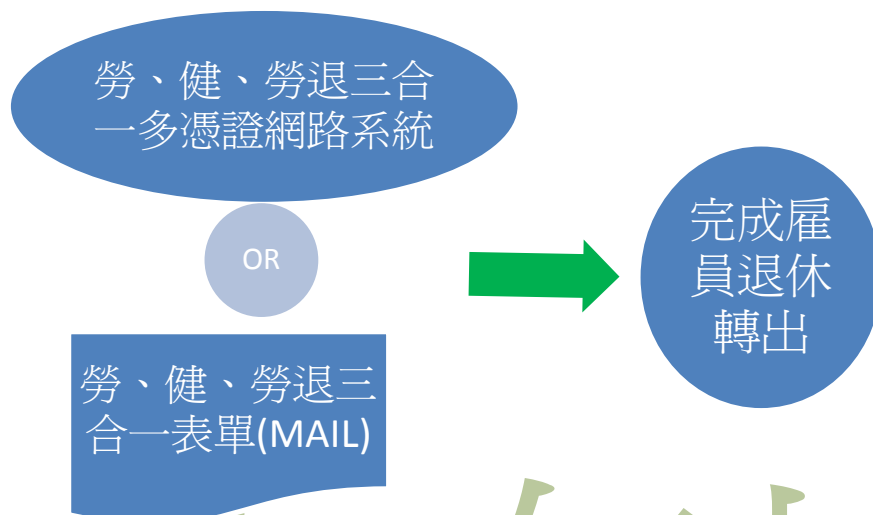 勞、健、勞退三合
一多憑證網路系統
OR
勞、健、勞退三
合一表單(MAIL)
完成雇
員退休
轉出